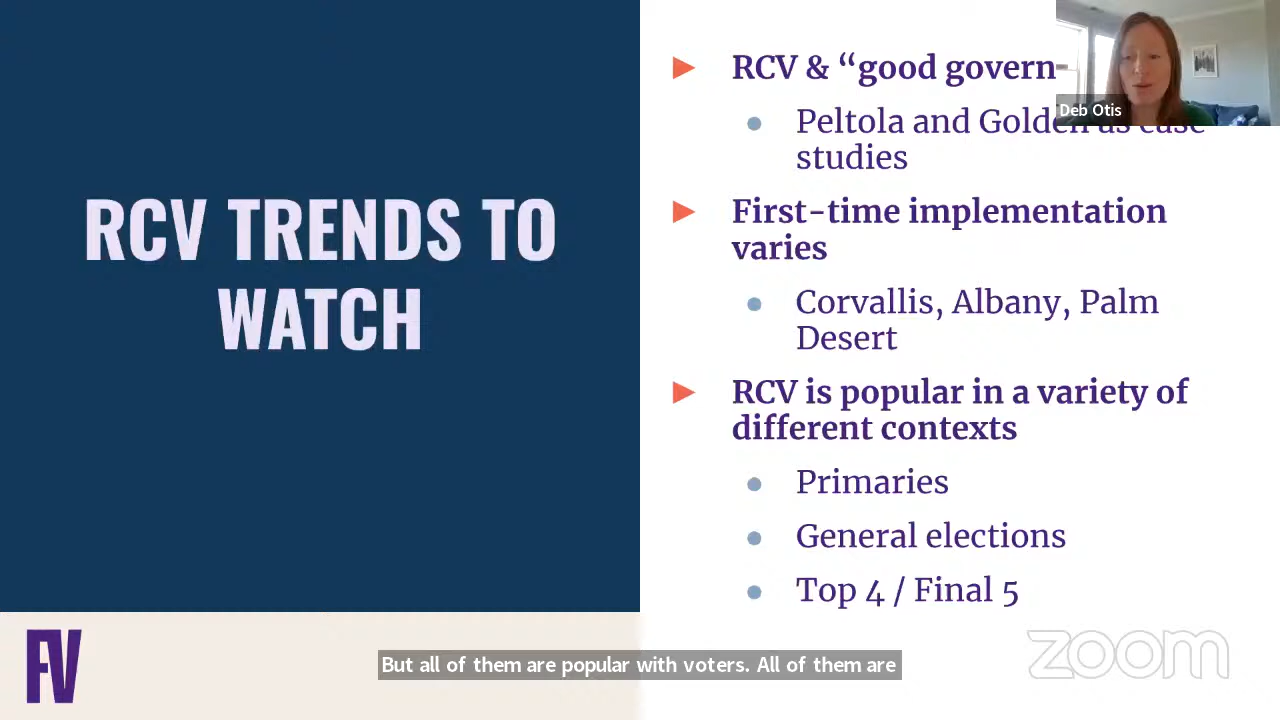 RCV TRENDS TO
WATCH
RCV & “good govern
Peltola and Golden as case
studies
First-time implementation
varies
Corvallis, Albany, Palm
Desert
RCV is popular in a variety of
different contexts
Primaries
General elections
Top 4 / Final 5
Deb Otis
FV
But all of them are popular with voters. All of them are
zoom